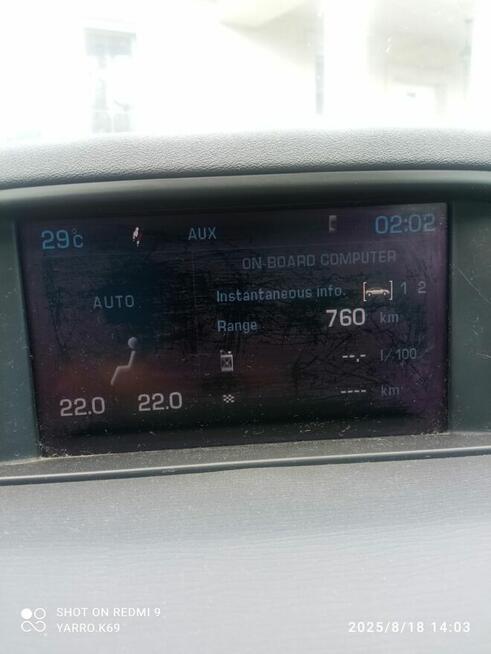 29°C AUX 02:02
ON-BOARD COMPUTER
AUTO
Instantaneous info. 1 2
Range 760 km
--.- l/100
22.0 22.0
---- km
SHOT ON REDMI 9
YARRO.K69
2025/8/18 14:03